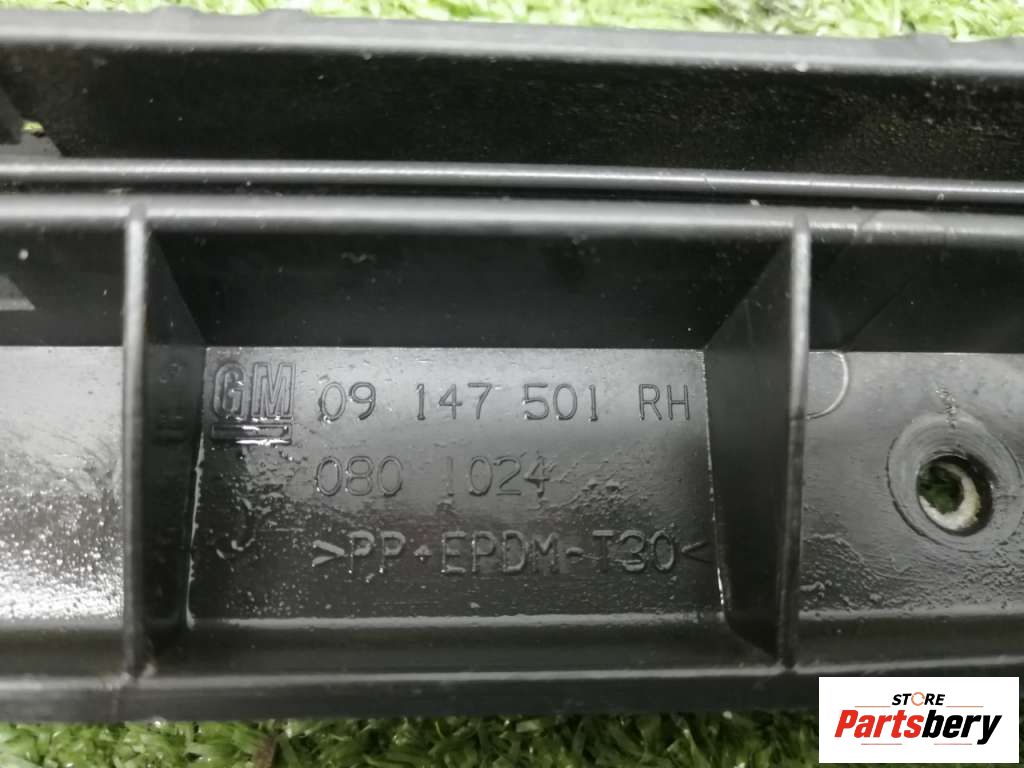 GM 09 147 501 RH
080 1024
>PP+EPDM-T30<
STORE
Partsbery